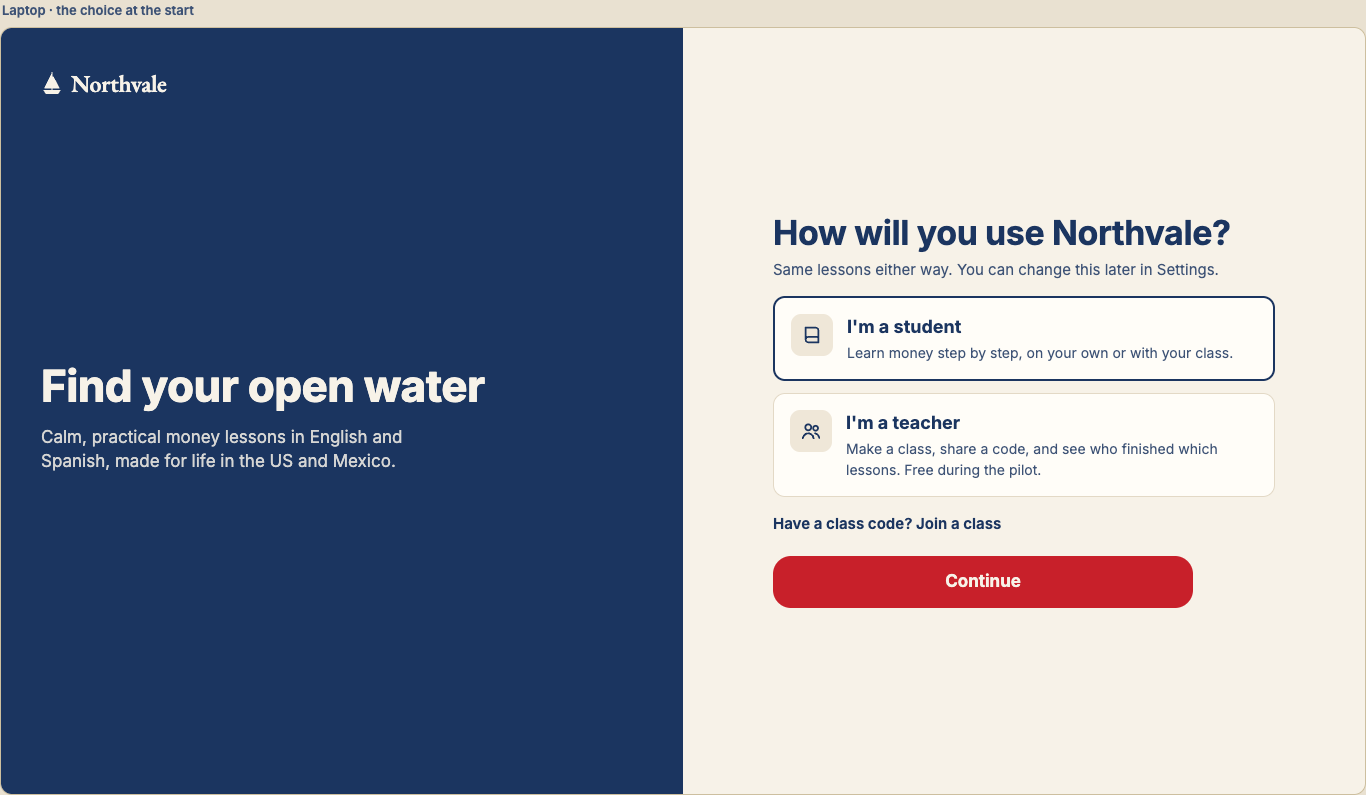 Laptop · the choice at the start
Northvale
Find your open water
Calm, practical money lessons in English and
Spanish, made for life in the US and Mexico.
How will you use Northvale?
Same lessons either way. You can change this later in Settings.
I'm a student
Learn money step by step, on your own or with your class.
I'm a teacher
Make a class, share a code, and see who finished which
lessons. Free during the pilot.
Have a class code? Join a class
Continue